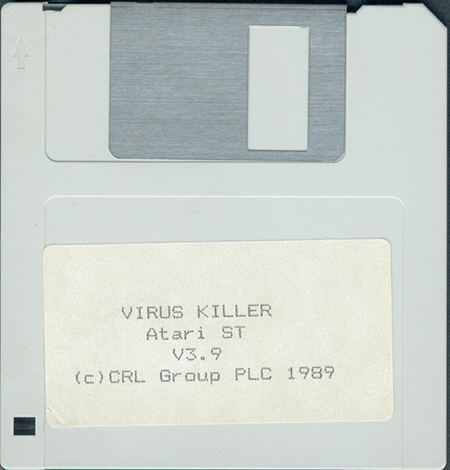 VIRUS KILLER
Atari ST
V3.9
(c)CRL Group PLC 1989